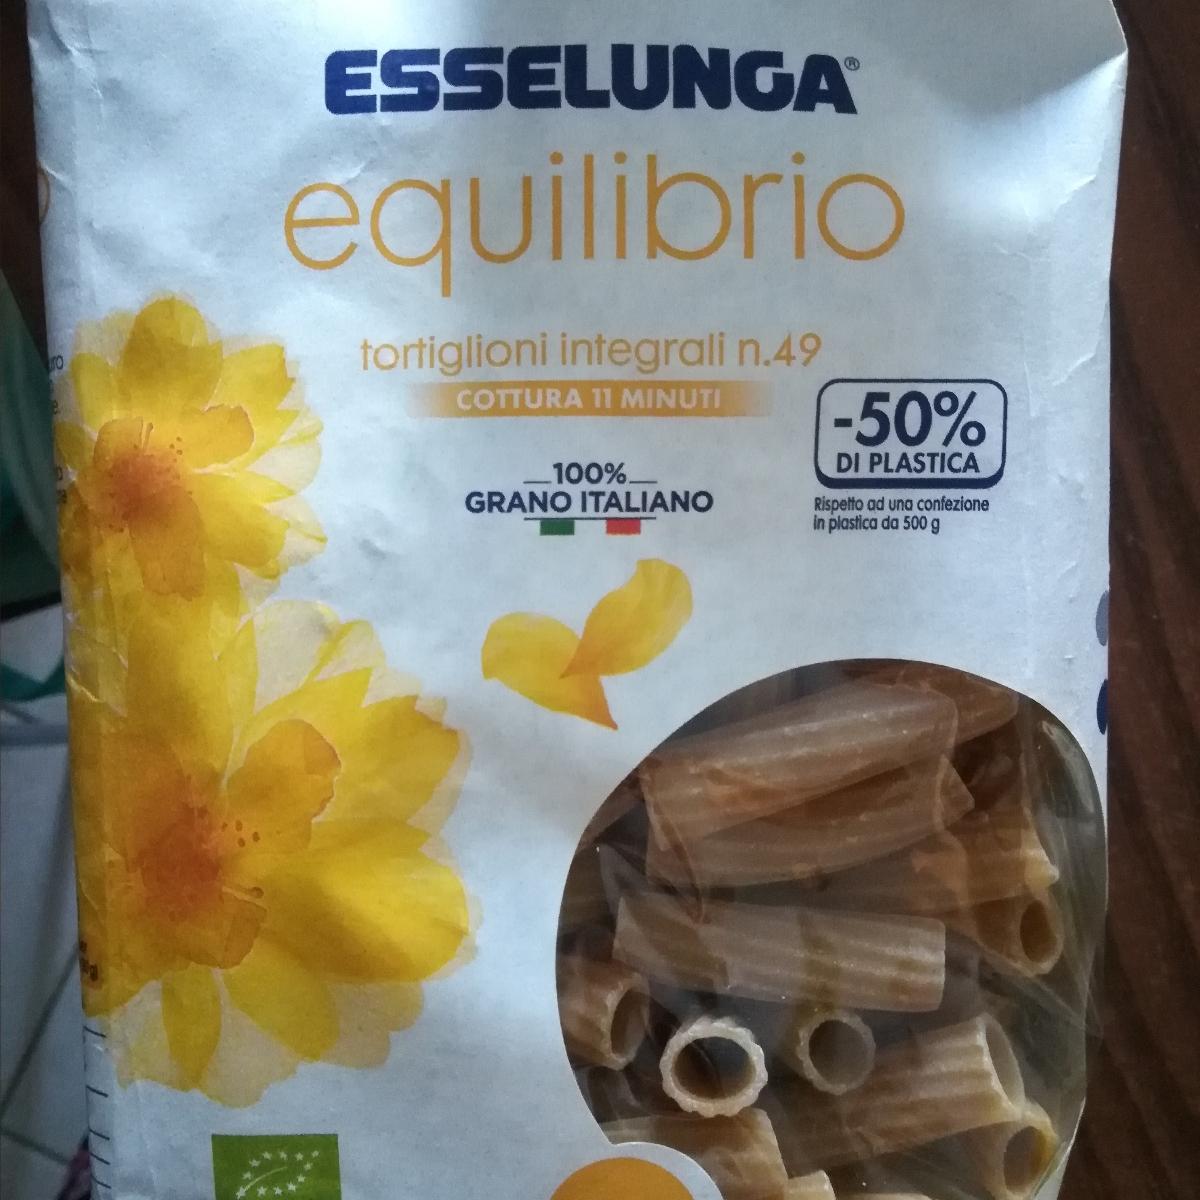 ESSELUNGA®
equilibrio
tortiglioni integrali n.49
COTTURA 11 MINUTI
-50%
DI PLASTICA
100%
GRANO ITALIANO
Rispetto ad una confezione
in plastica da 500 g